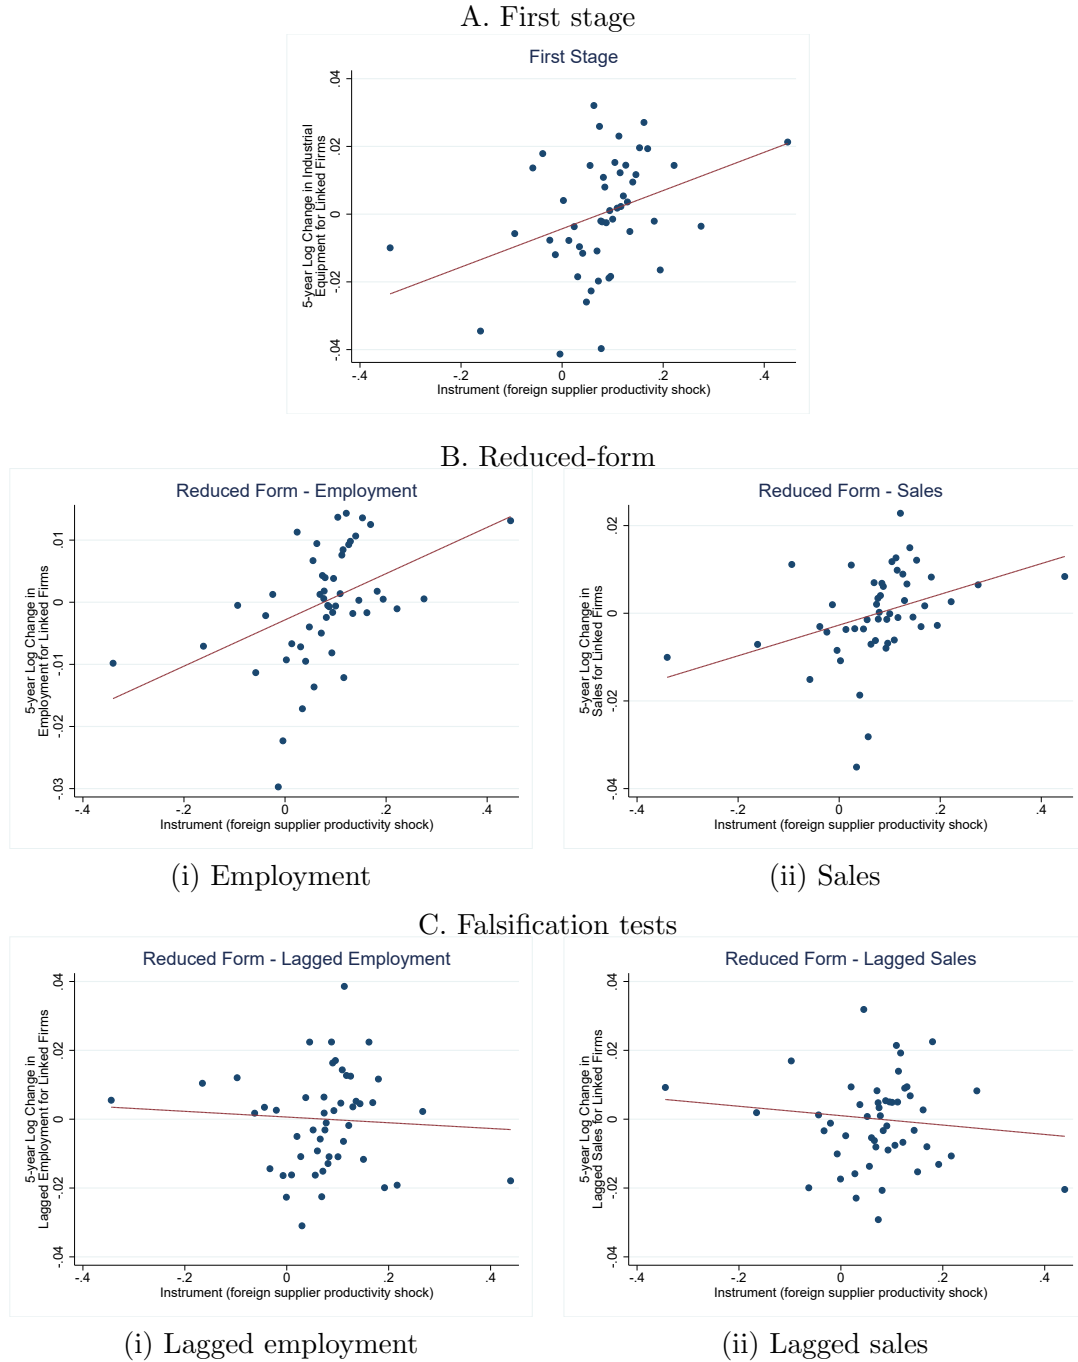 A. First stage
First Stage
5-year Log Change in Industrial
Equipment for Linked Firms
.04
.02
0
-.02
-.04
-.4
-.2
0
.2
.4
Instrument (foreign supplier productivity shock)
B. Reduced-form
Reduced Form - Employment
5-year Log Change in
Employment for Linked Firms
.01
0
-.01
-.02
-.03
-.4
-.2
0
.2
.4
Instrument (foreign supplier productivity shock)
(i) Employment
Reduced Form - Sales
5-year Log Change in
Sales for Linked Firms
.02
0
-.02
-.04
-.4
-.2
0
.2
.4
Instrument (foreign supplier productivity shock)
(ii) Sales
C. Falsification tests
Reduced Form - Lagged Employment
5-year Log Change in
Lagged Employment for Linked Firms
.04
.02
0
-.02
-.04
-.4
-.2
0
.2
.4
Instrument (foreign supplier productivity shock)
(i) Lagged employment
Reduced Form - Lagged Sales
5-year Log Change in
Lagged Sales for Linked Firms
.04
.02
0
-.02
-.04
-.4
-.2
0
.2
.4
Instrument (foreign supplier productivity shock)
(ii) Lagged sales